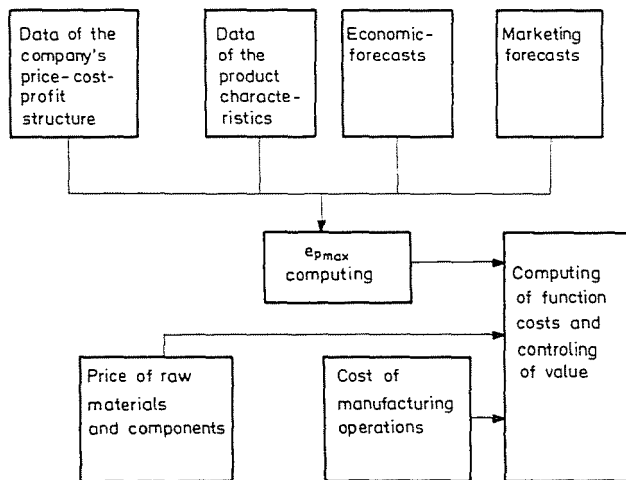 Data of the
company's
price-cost-
profit
structure
Data
of the
product
characte-
ristics
Economic-
forecasts
Marketing
forecasts
epmax
computing
Computing
of function
costs and
controling
of value
Price of raw
materials
and components
Cost of
manufacturing
operations